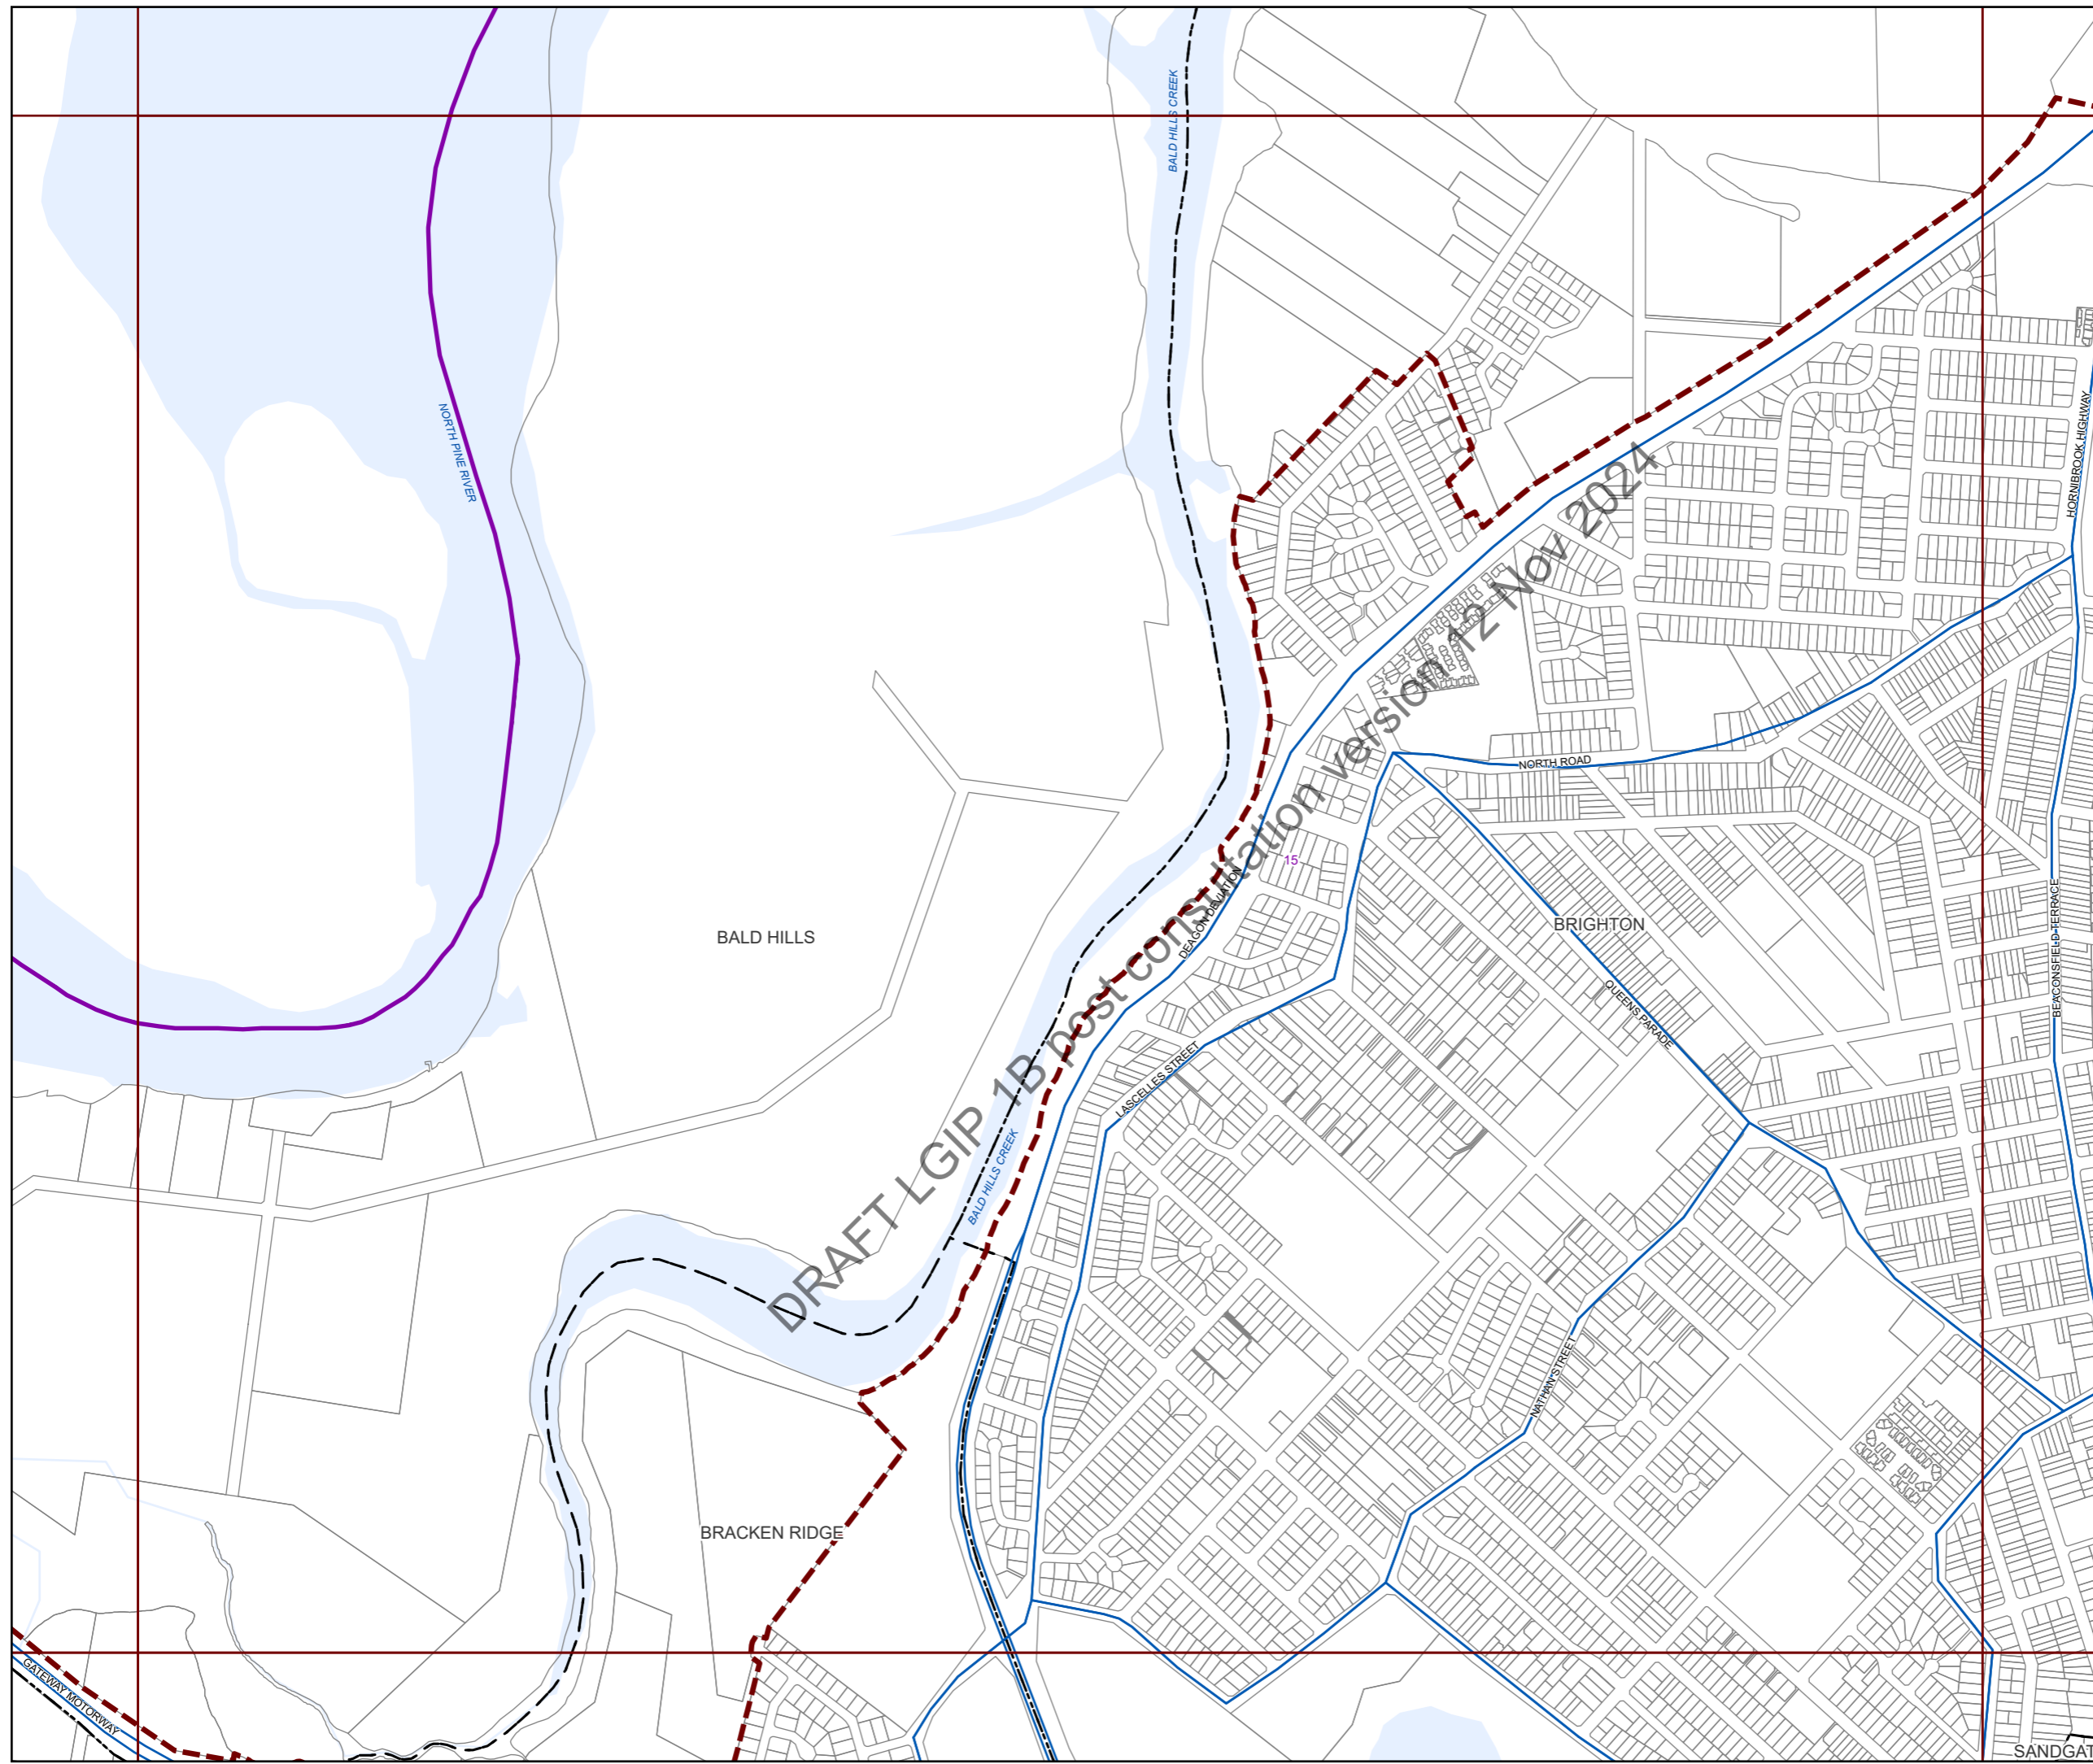 BALD HILLS CREEK
NORTH PINE RIVER
HORNIBROOK HIGHWAY
NORTH ROAD
15
DEAGON DEVIATION
BALD HILLS
BRIGHTON
BEACONSFIELD TERRACE
QUEENS PARADE
LASCELLES STREET
BALD HILLS CREEK
DRAFT LGIP 1B post consultation version 12 Nov 2024
NATHAN STREET
BRACKEN RIDGE
GATEWAY MOTORWAY
SANDGAT